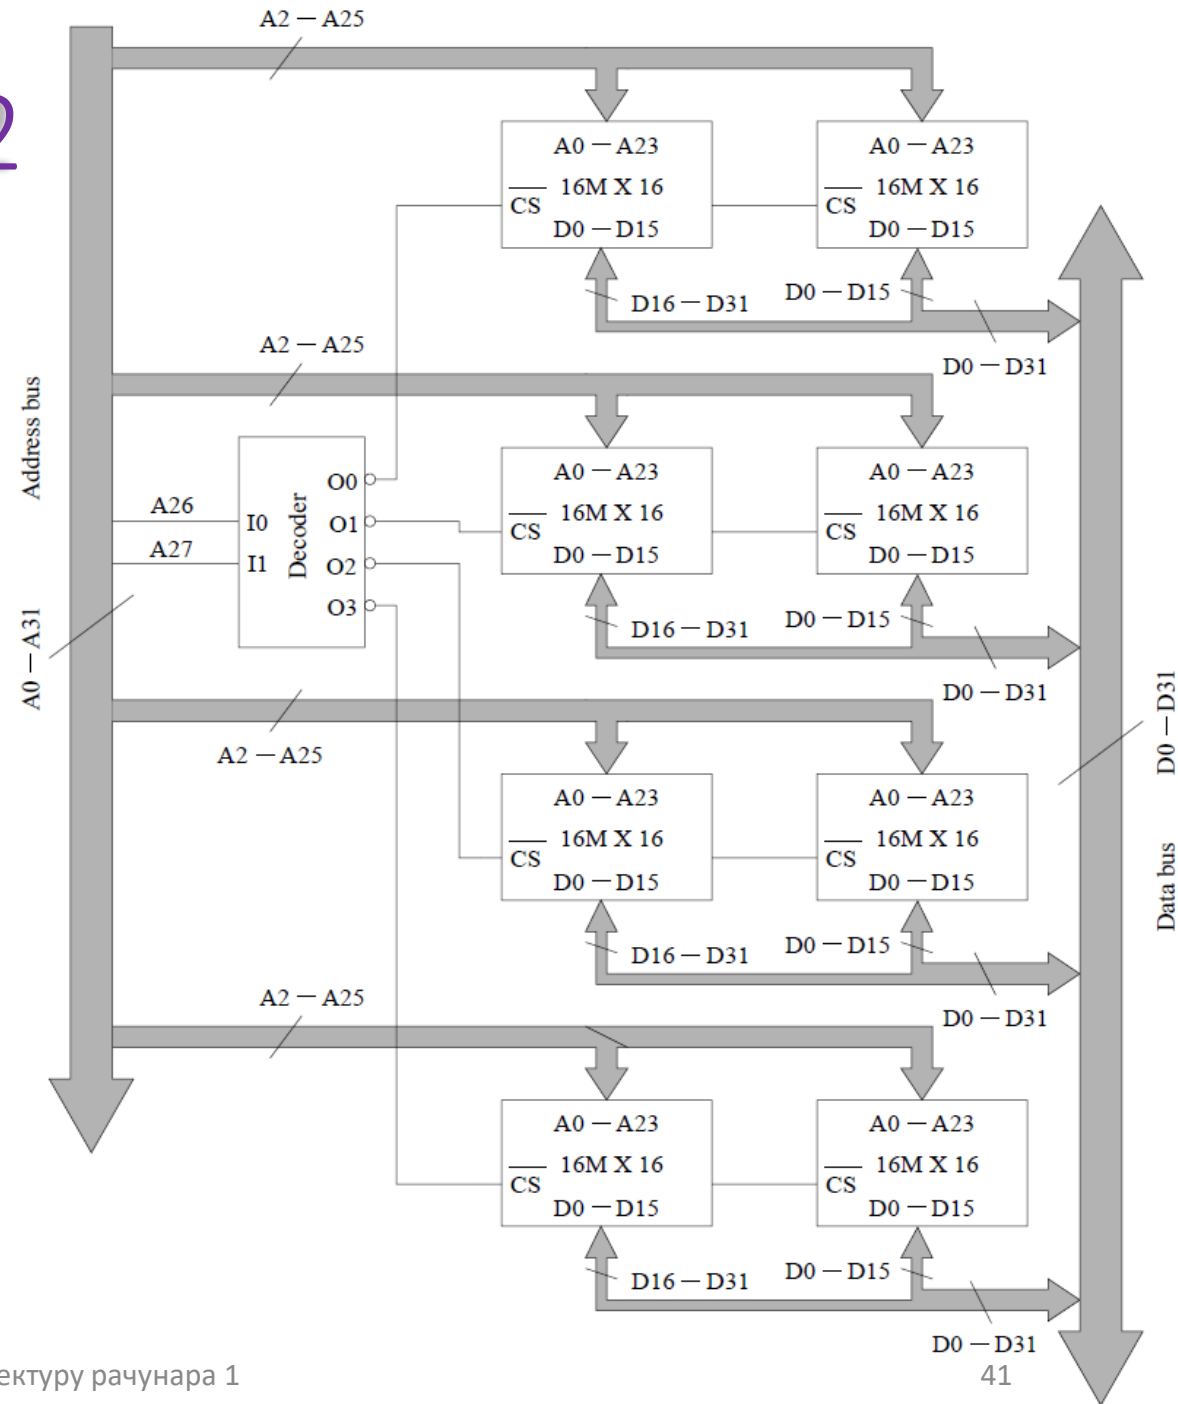 A2 — A25
2
A0 — A23
16M X 16
CS
D0 — D15
A0 — A23
16M X 16
CS
D0 — D15
D16 — D31
D0 — D15
D0 — D31
A2 — A25
Address bus
A0 — A31
A26
A27
I0
I1
Decoder
O0
O1
O2
O3
A0 — A23
16M X 16
CS
D0 — D15
A0 — A23
16M X 16
CS
D0 — D15
D16 — D31
D0 — D15
D0 — D31
A2 — A25
A0 — A23
16M X 16
CS
D0 — D15
A0 — A23
16M X 16
CS
D0 — D15
D16 — D31
D0 — D15
D0 — D31
D0 — D31
Data bus
A2 — A25
A0 — A23
16M X 16
CS
D0 — D15
A0 — A23
16M X 16
CS
D0 — D15
D16 — D31
D0 — D15
D0 — D31
ектуру рачунара 1
41